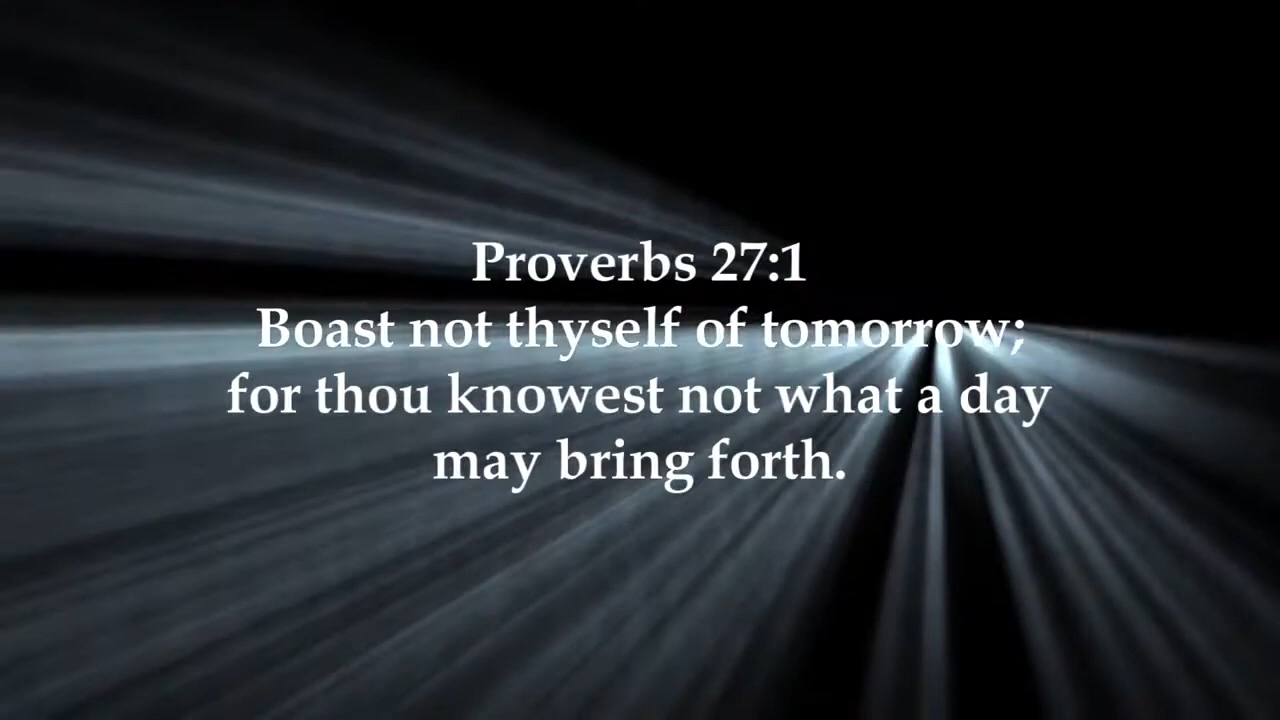 Proverbs 27:1
Boast not thyself of tomorrow;
for thou knowest not what a day
may bring forth.